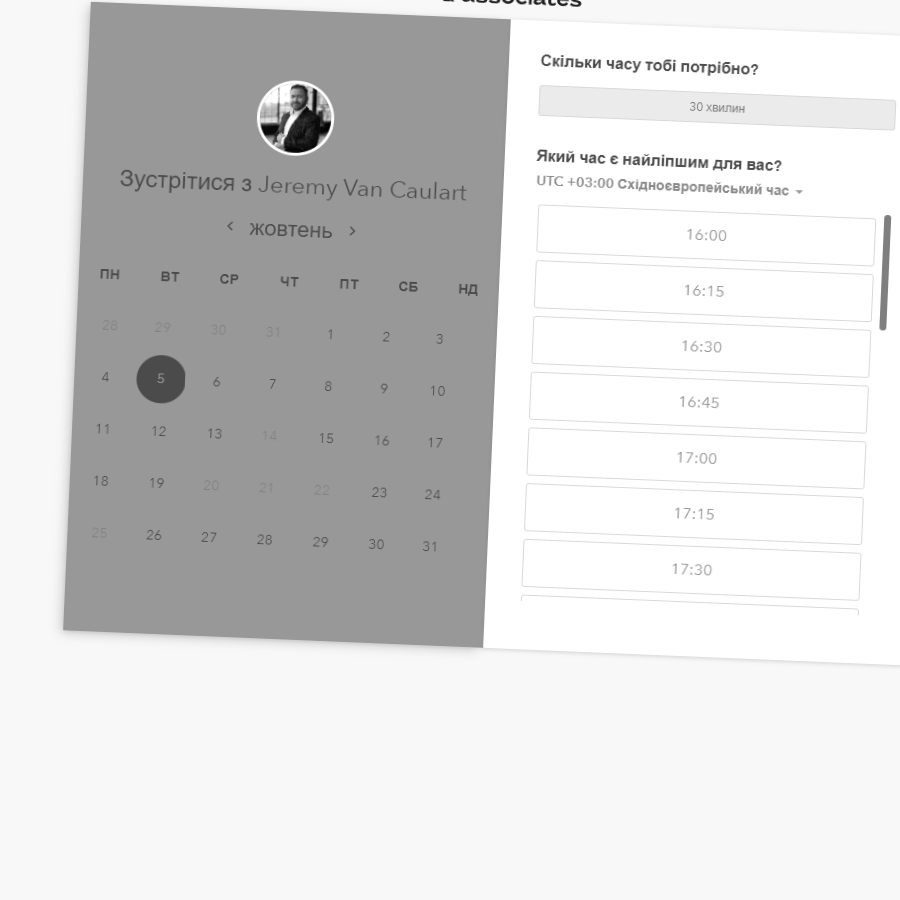 associates
Зустрітися з Jeremy Van Caulart
жовтень
ПН ВТ СР ЧТ ПТ СБ НД
28 29 30 31 1 2 3
4 5 6 7 8 9 10
11 12 13 14 15 16 17
18 19 20 21 22 23 24
25 26 27 28 29 30 31
Скільки часу тобі потрібно?
30 хвилин
Який час є найліпшим для вас?
UTC +03:00 Східноєвропейський час
16:00
16:15
16:30
16:45
17:00
17:15
17:30